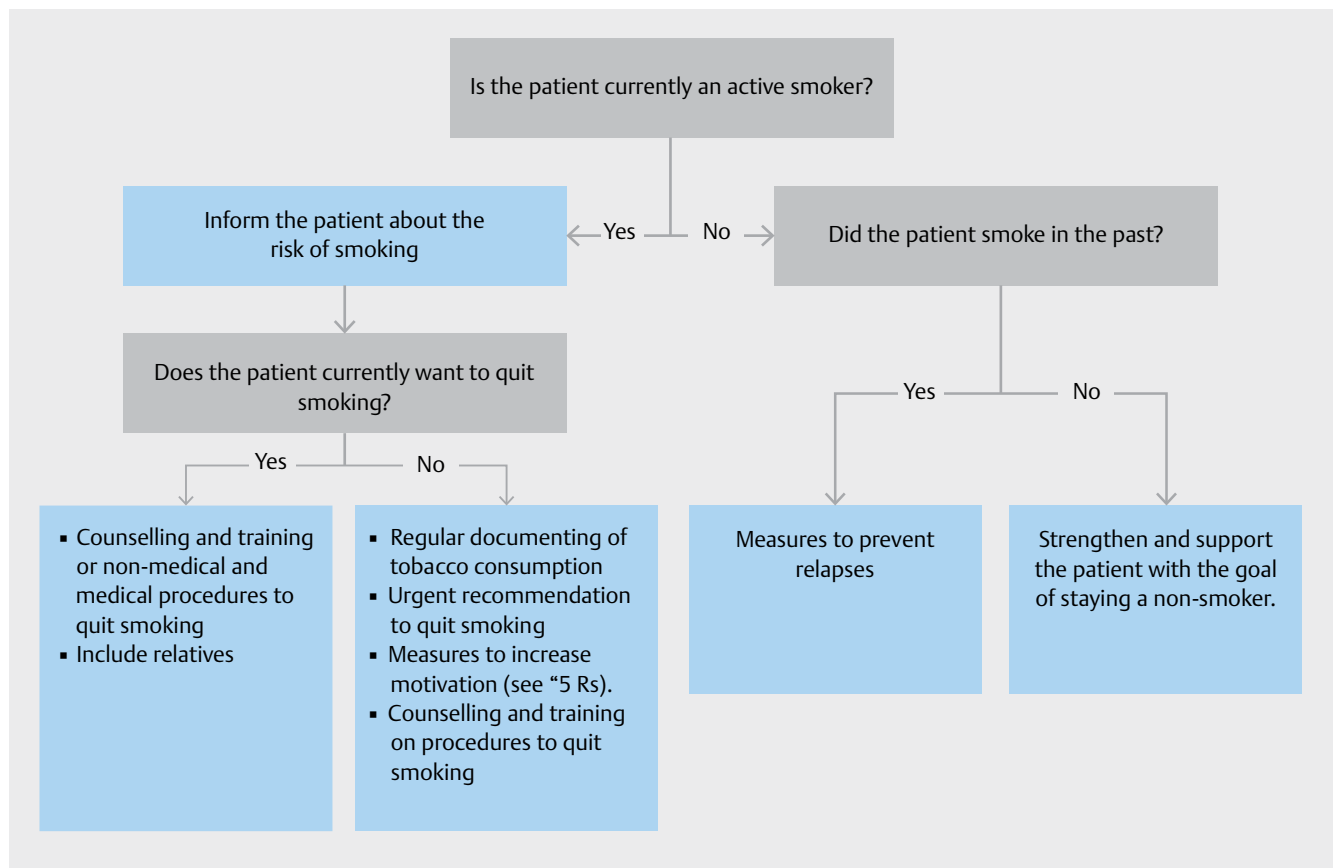 Is the patient currently an active smoker?
Inform the patient about the
risk of smoking
Yes
No
Did the patient smoke in the past?
Does the patient currently want to quit
smoking?
Yes
No
Yes
No
▪ Counselling and training
or non-medical and
medical procedures to
quit smoking
▪ Include relatives
▪ Regular documenting of
tobacco consumption
▪ Urgent recommendation
to quit smoking
▪ Measures to increase
motivation (see “5 Rs).
▪ Counselling and training
on procedures to quit
smoking
Measures to prevent
relapses
Strengthen and support
the patient with the goal
of staying a non-smoker.